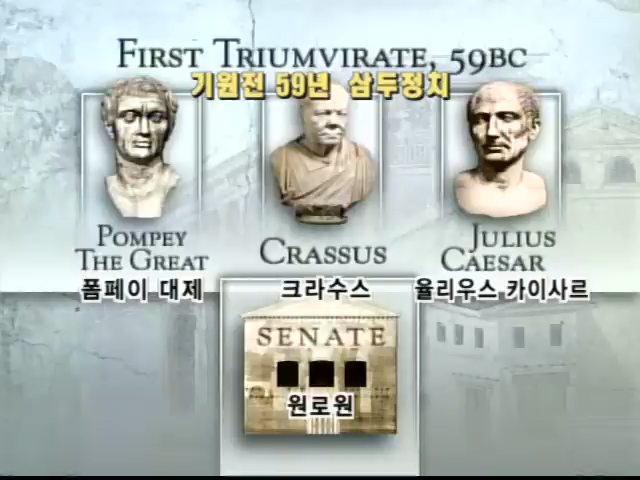 FIRST TRIUMVIRATE, 59BC
기원전 59년 삼두정치
POMPEY
THE GREAT
폼페이 대제
CRASSUS
크라수스
JULIUS
CAESAR
율리우스 카이사르
SENATE
원로원